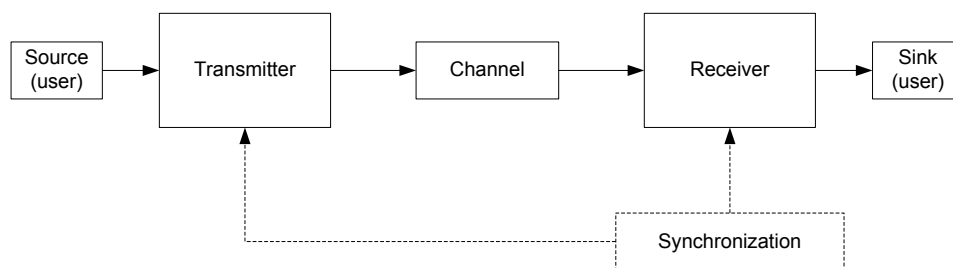 Source
(user)
Transmitter
Channel
Receiver
Sink
(user)
Synchronization